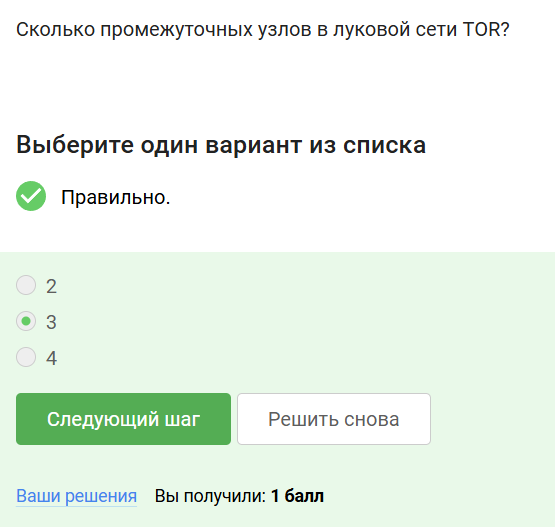 Сколько промежуточных узлов в луковой сети TOR?
Выберите один вариант из списка
Правильно.
2
3
4
Следующий шаг
Решить снова
Ваши решения
Вы получили: 1 балл